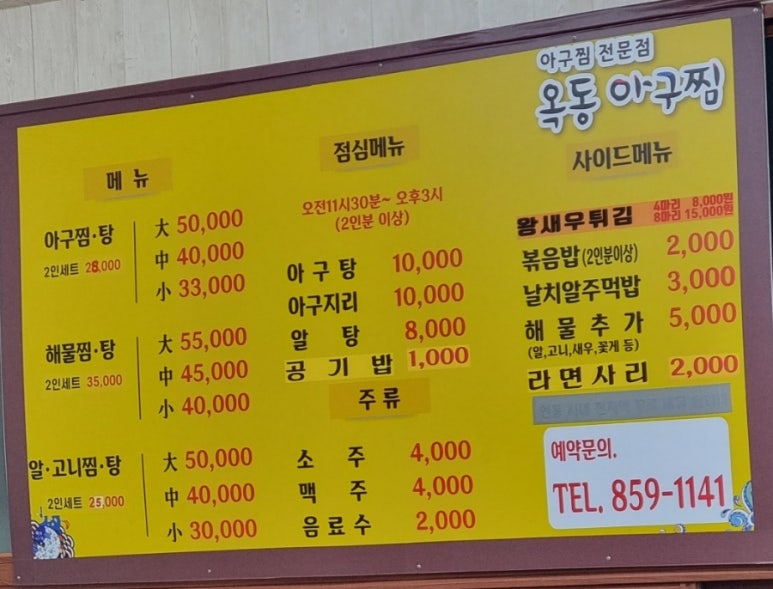 아구찜 전문점
옥동 아구찜
메뉴
아구찜·탕
2인세트 28,000
大 50,000
中 40,000
小 33,000
해물찜·탕
2인세트 35,000
大 55,000
中 45,000
小 40,000
알·고니찜·탕
2인세트 25,000
大 50,000
中 40,000
小 30,000
점심메뉴
오전11시30분~ 오후3시
(2인분 이상)
아구탕 10,000
아구지리 10,000
알탕 8,000
공기밥 1,000
주류
소주 4,000
맥주 4,000
음료수 2,000
사이드메뉴
왕새우튀김 4마리 8,000원
8마리 15,000원
볶음밥(2인분이상) 2,000
날치알주먹밥 3,000
해물추가 5,000
(알,고니,새우,꽃게 등)
라면사리 2,000
예약문의.
TEL. 859-1141